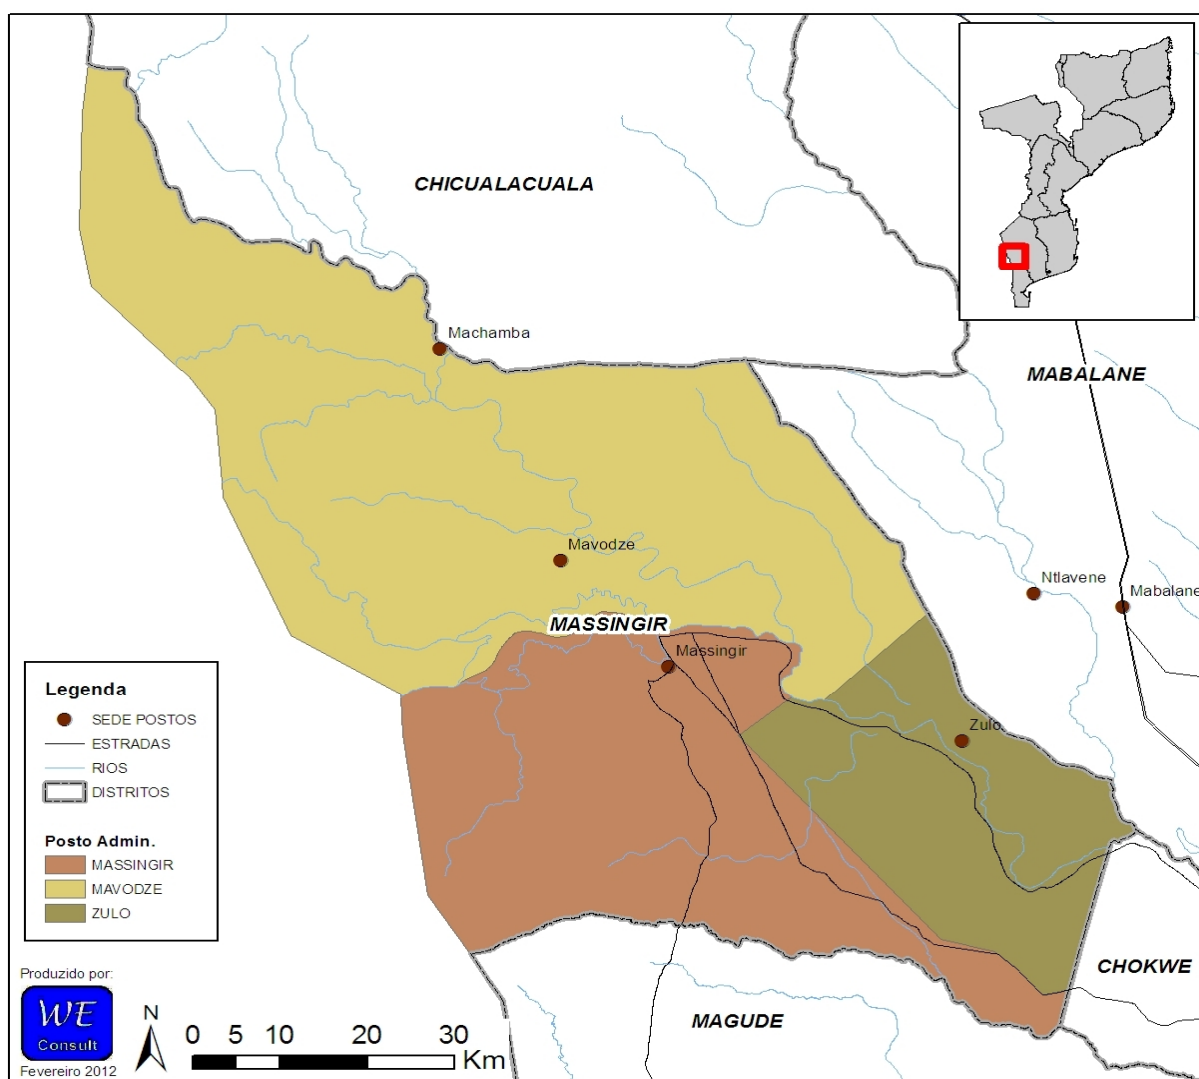 CHICUALACUALA
Machamba
MABALANE
Mavodze
Ntlavene
Mabalane
MASSINGIR
Massingir
Zulo
Legenda
SEDE POSTOS
ESTRADAS
RIOS
DISTRITOS
Posto Admin.
MASSINGIR
MAVODZE
ZULO
CHOKWE
MAGUDE
Produzido por:
WE
Consult
Fevereiro 2012
N
0 5 10 20 30
Km